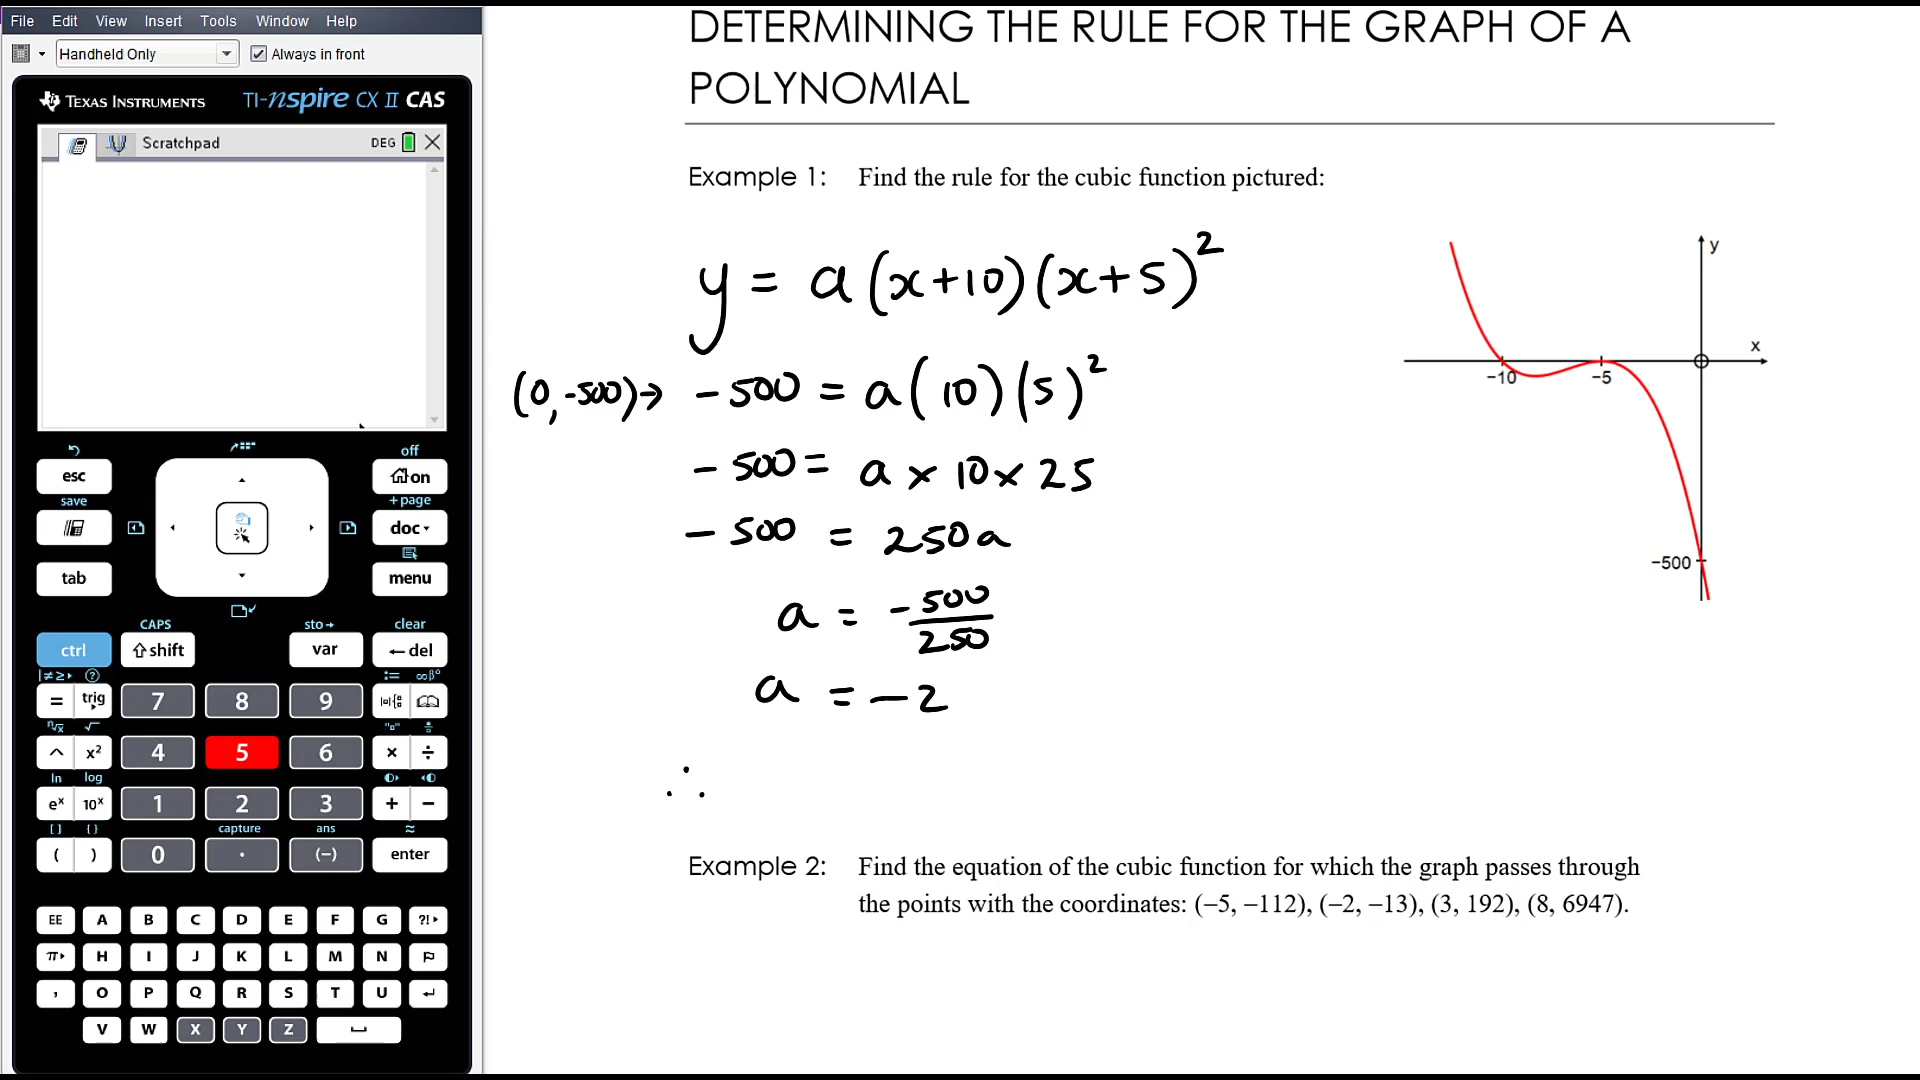 File Edit View Insert Tools Window Help
Handheld Only Always in front
TEXAS INSTRUMENTS TI-nspire CX II CAS
Scratchpad DEG
esc off on
save + page
doc
tab menu
CAPS sto→ clear
ctrl shift var ←del
= trig 7 8 9
^ x² 4 5 6 × ÷
ln log
eˣ 10ˣ 1 2 3 + −
[ ] { } capture ans ≈
( ) 0 . (−) enter
EE A B C D E F G ?!▸
π▸ H I J K L M N
, O P Q R S T U ↵
V W X Y Z
DETERMINING THE RULE FOR THE GRAPH OF A
POLYNOMIAL
Example 1: Find the rule for the cubic function pictured:
y = a(x+10)(x+5)²
(0,-500)→ -500 = a(10)(5)²
-500 = a × 10 × 25
-500 = 250a
a = -500/250
a = -2
∴
y
x
−10 −5
−500
Example 2: Find the equation of the cubic function for which the graph passes through
the points with the coordinates: (−5, −112), (−2, −13), (3, 192), (8, 6947).